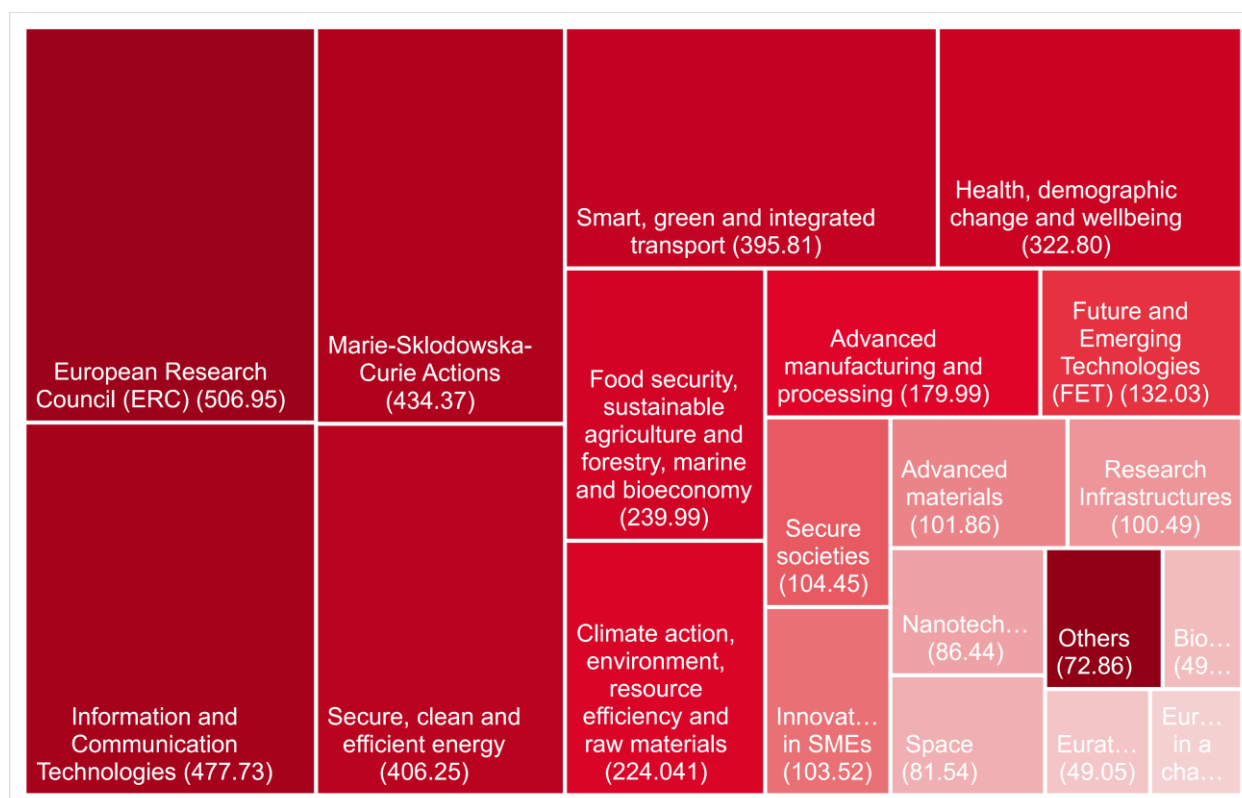 European Research
Council (ERC) (506.95)
Marie-Sklodowska-
Curie Actions
(434.37)
Smart, green and integrated
transport (395.81)
Health, demographic
change and wellbeing
(322.80)
Information and
Communication
Technologies (477.73)
Secure, clean and
efficient energy
(406.25)
Food security,
sustainable
agriculture and
forestry, marine
and bioeconomy
(239.99)
Climate action,
environment,
resource
efficiency and
raw materials
(224.041)
Advanced
manufacturing and
processing (179.99)
Future and
Emerging
Technologies
(FET) (132.03)
Secure
societies
(104.45)
Innovat…
in SMEs
(103.52)
Advanced
materials
(101.86)
Research
Infrastructures
(100.49)
Nanotech…
(86.44)
Space
(81.54)
Others
(72.86)
Bio…
(49…
Eurat…
(49.05)
Eur…
in a
cha…